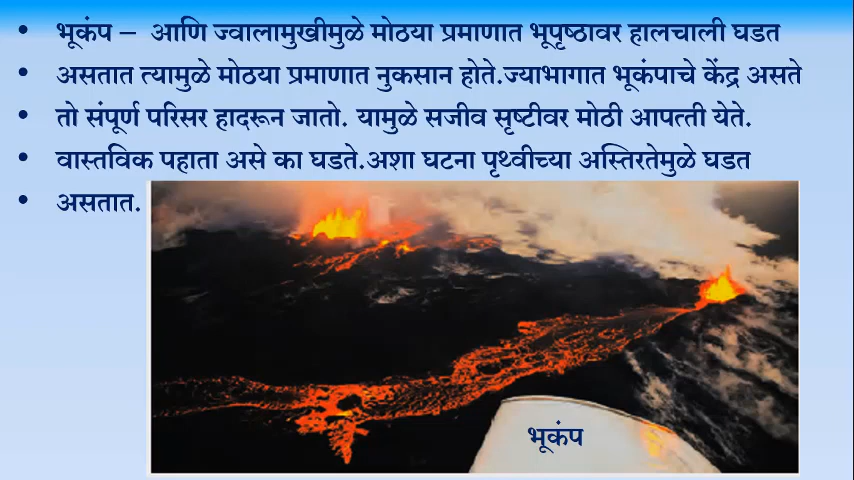 • भूकंप – आणि ज्वालामुखीमुळे मोठया प्रमाणात भूपृष्ठावर हालचाली घडत
• असतात त्यामुळे मोठया प्रमाणात नुकसान होते.ज्याभागात भूकंपाचे केंद्र असते
• तो संपूर्ण परिसर हादरून जातो. यामुळे सजीव सृष्टीवर मोठी आपत्ती येते.
• वास्तविक पहाता असे का घडते.अशा घटना पृथ्वीच्या अस्तिरतेमुळे घडत
• असतात.
भूकंप